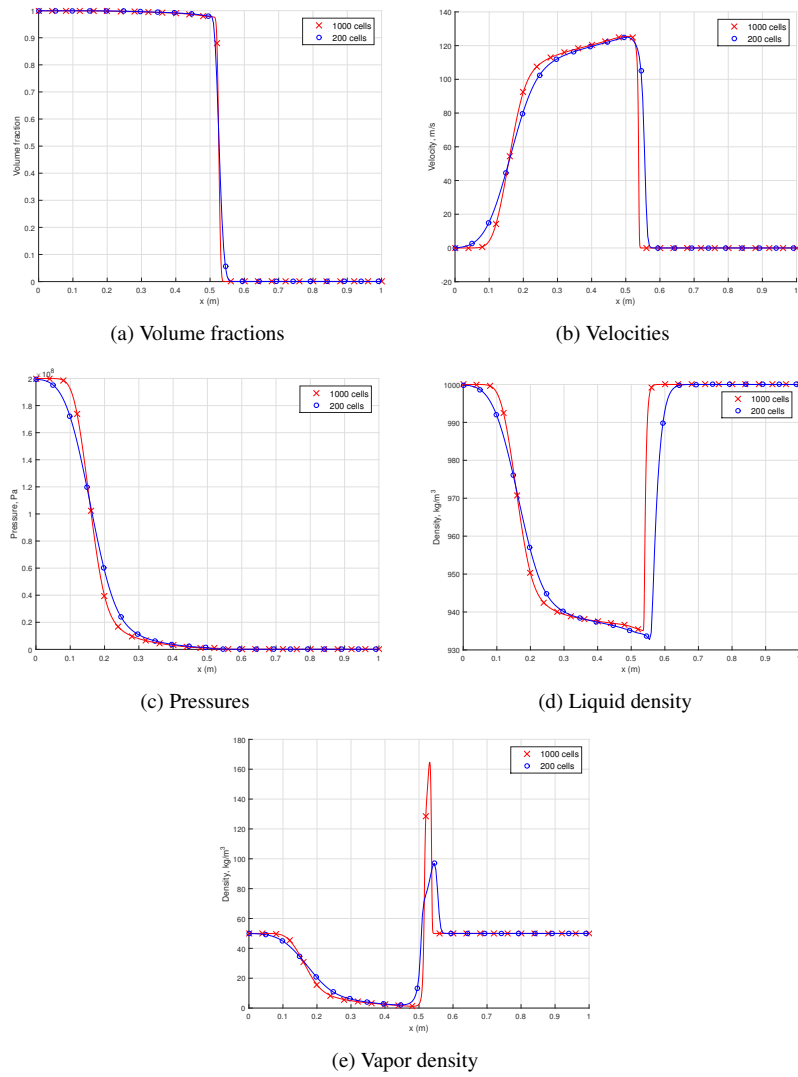 1000 cells
200 cells
Volume fraction
1
0.9
0.8
0.7
0.6
0.5
0.4
0.3
0.2
0.1
0
0 0.1 0.2 0.3 0.4 0.5 0.6 0.7 0.8 0.9 1
x (m)
(a) Volume fractions
1000 cells
200 cells
Velocity, m/s
140
120
100
80
60
40
20
0
-20
0 0.1 0.2 0.3 0.4 0.5 0.6 0.7 0.8 0.9 1
x (m)
(b) Velocities
10⁸
1000 cells
200 cells
Pressure, Pa
2
1.8
1.6
1.4
1.2
1
0.8
0.6
0.4
0.2
0
0 0.1 0.2 0.3 0.4 0.5 0.6 0.7 0.8 0.9 1
x (m)
(c) Pressures
1000 cells
200 cells
Density, kg/m³
1000
990
980
970
960
950
940
930
0 0.1 0.2 0.3 0.4 0.5 0.6 0.7 0.8 0.9 1
x (m)
(d) Liquid density
1000 cells
200 cells
Density, kg/m³
180
160
140
120
100
80
60
40
20
0
0 0.1 0.2 0.3 0.4 0.5 0.6 0.7 0.8 0.9 1
x (m)
(e) Vapor density